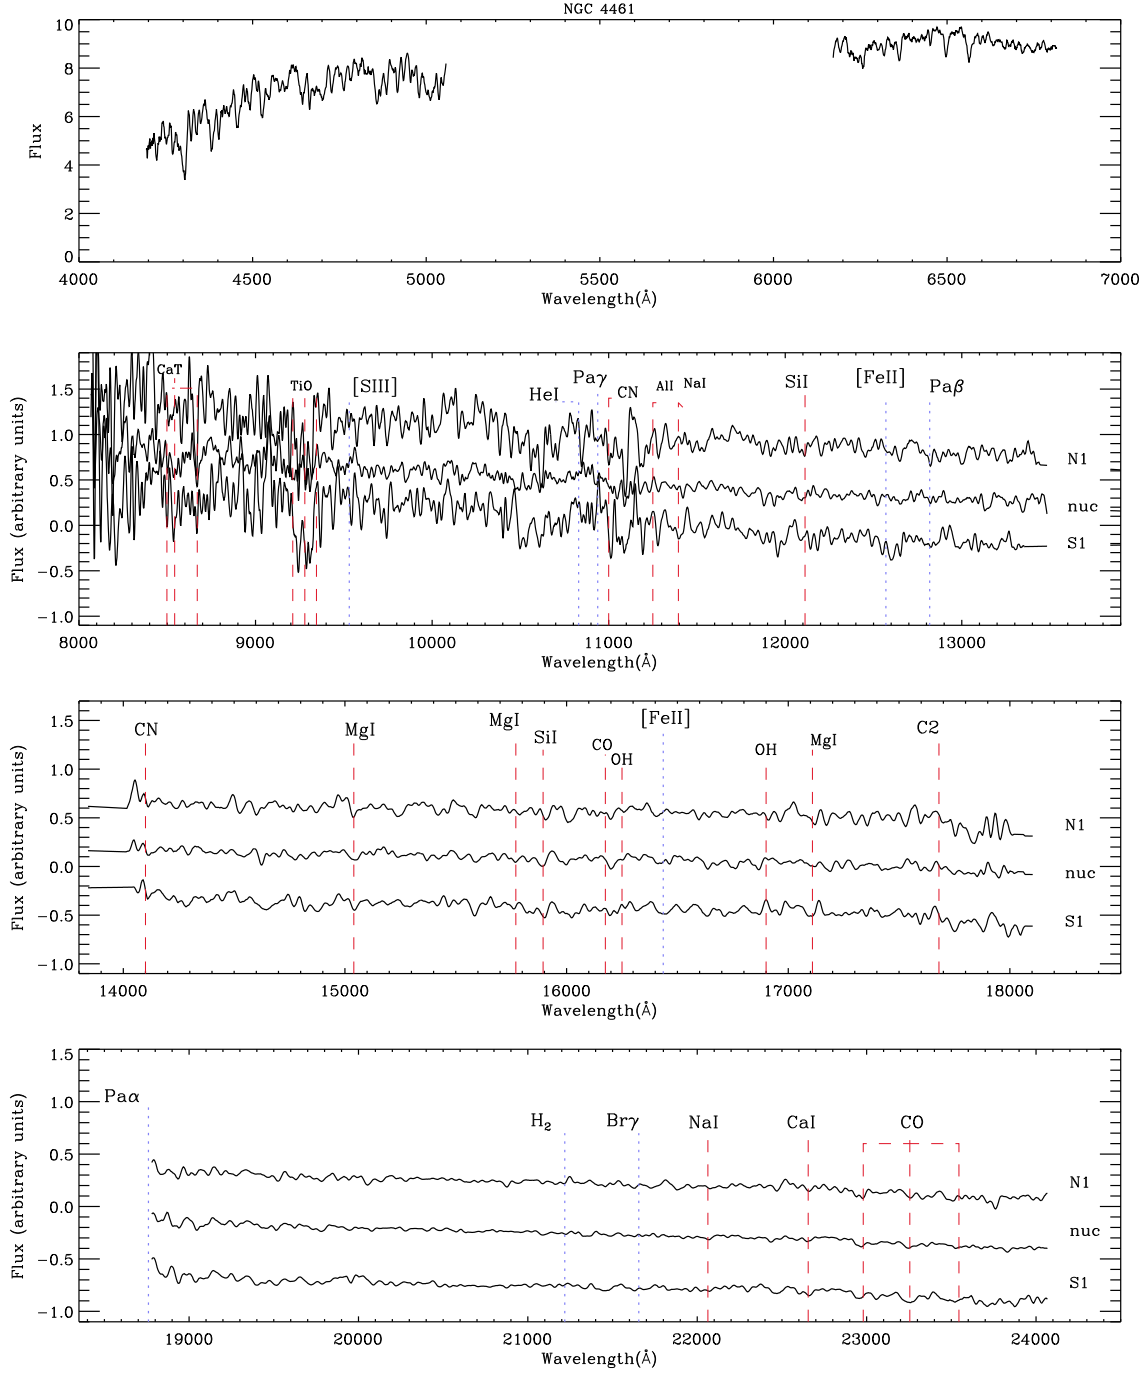 NGC 4461
10
8
6
4
2
0
Flux
4000 4500 5000 5500 6000 6500 7000
Wavelength(Å)
CaT TiO [SIII] HeI Paγ CN AlI NaI SiI [FeII] Paβ
1.5
1.0
0.5
0.0
−0.5
−1.0
Flux (arbitrary units)
N1
nuc
S1
8000 9000 10000 11000 12000 13000
Wavelength(Å)
CN MgI MgI SiI CO OH [FeII] OH MgI C2
1.5
1.0
0.5
0.0
−0.5
−1.0
Flux (arbitrary units)
N1
nuc
S1
14000 15000 16000 17000 18000
Wavelength(Å)
Paα H₂ Brγ NaI CaI CO
1.5
1.0
0.5
0.0
−0.5
−1.0
Flux (arbitrary units)
N1
nuc
S1
19000 20000 21000 22000 23000 24000
Wavelength(Å)